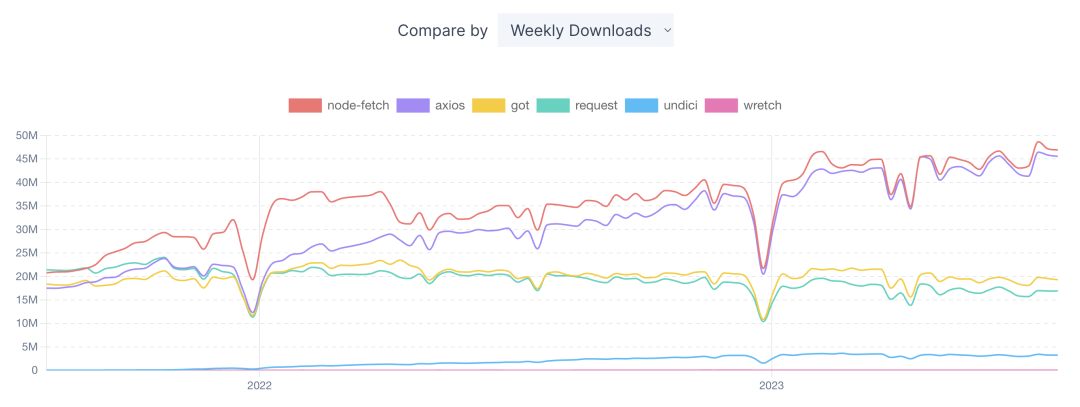 Compare by Weekly Downloads
node-fetch axios got request undici wretch
50M
45M
40M
35M
30M
25M
20M
15M
10M
5M
0
2022 2023